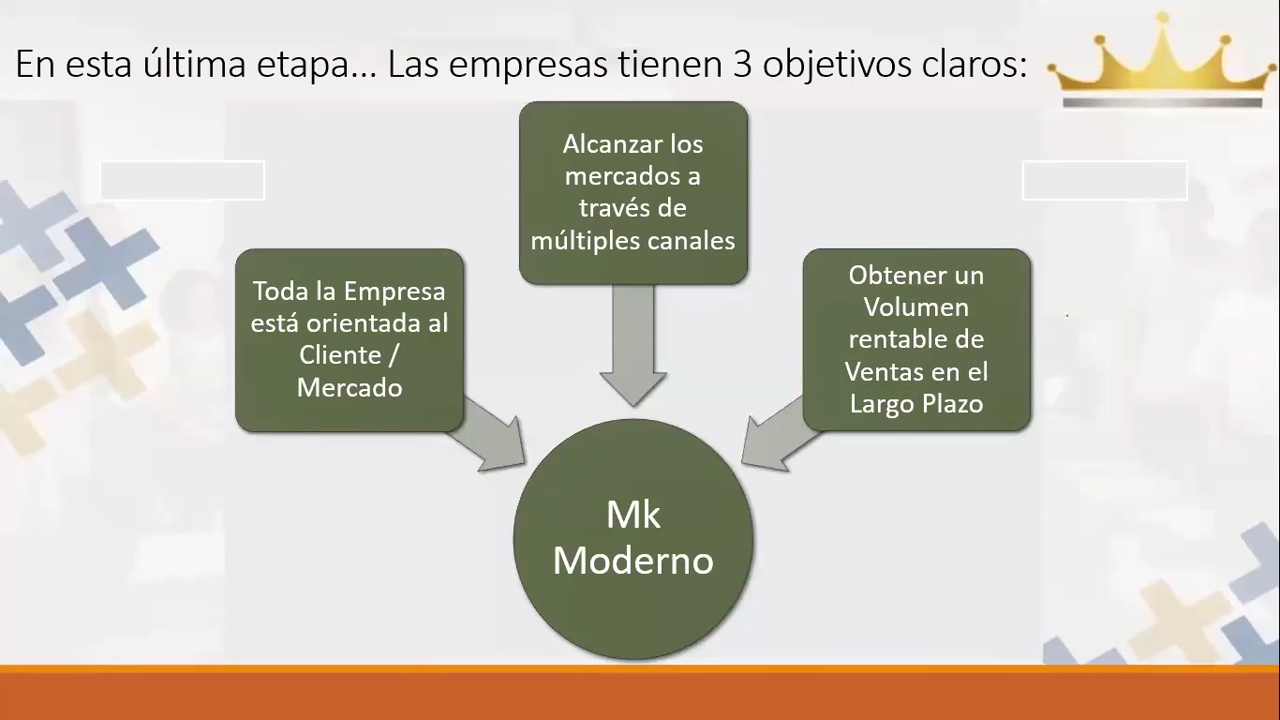 En esta última etapa... Las empresas tienen 3 objetivos claros:
Alcanzar los
mercados a
través de
múltiples canales
Toda la Empresa
está orientada al
Cliente /
Mercado
Obtener un
Volumen
rentable de
Ventas en el
Largo Plazo
Mk
Moderno